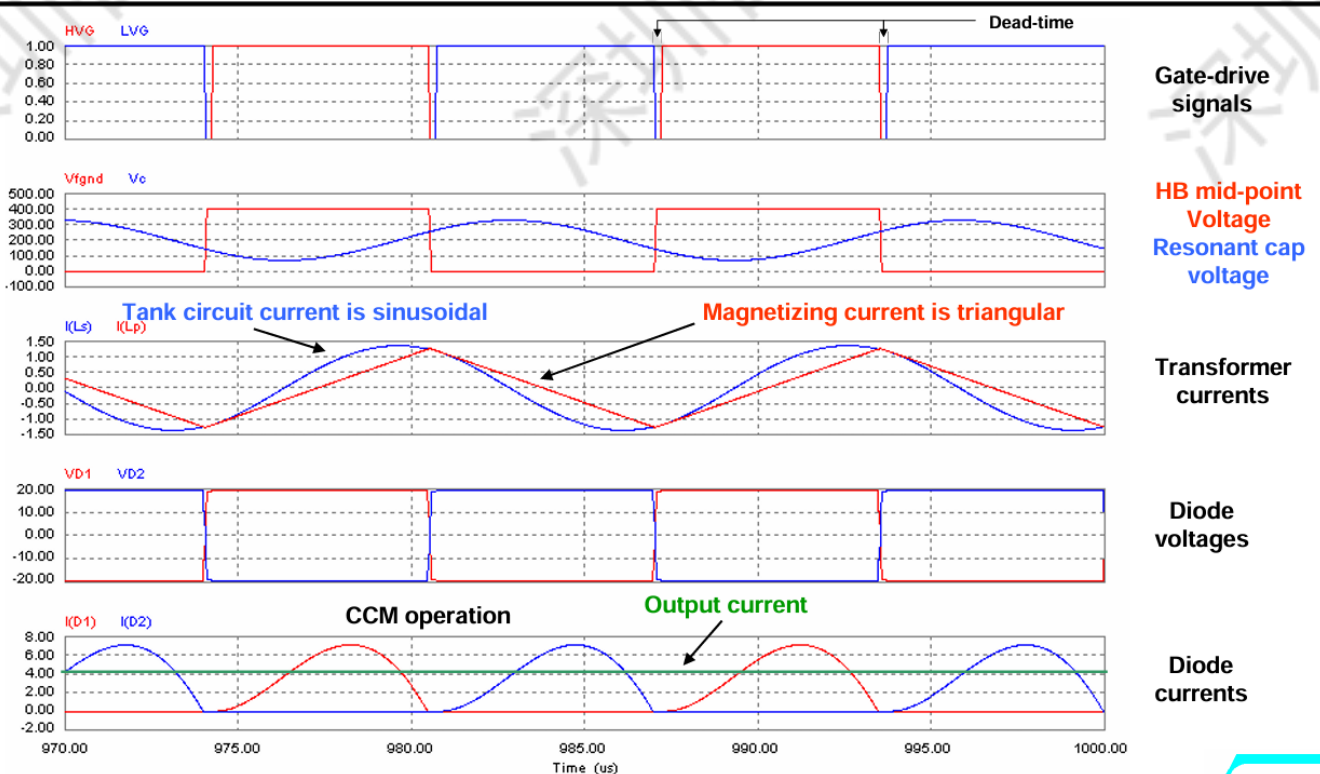 Dead-time
HVG LVG
1.00
0.80
0.60
0.40
0.20
0.00
Gate-drive
signals
Vfgnd Vc
500.00
400.00
300.00
200.00
100.00
0.00
-100.00
HB mid-point
Voltage
Resonant cap
voltage
Tank circuit current is sinusoidal
Magnetizing current is triangular
I(Ls) I(Lp)
1.50
1.00
0.50
0.00
-0.50
-1.00
-1.50
Transformer
currents
VD1 VD2
20.00
10.00
0.00
-10.00
-20.00
Diode
voltages
CCM operation
Output current
I(D1) I(D2)
8.00
6.00
4.00
2.00
0.00
-2.00
Diode
currents
970.00 975.00 980.00 985.00 990.00 995.00 1000.00
Time (us)
深圳
深圳
深圳